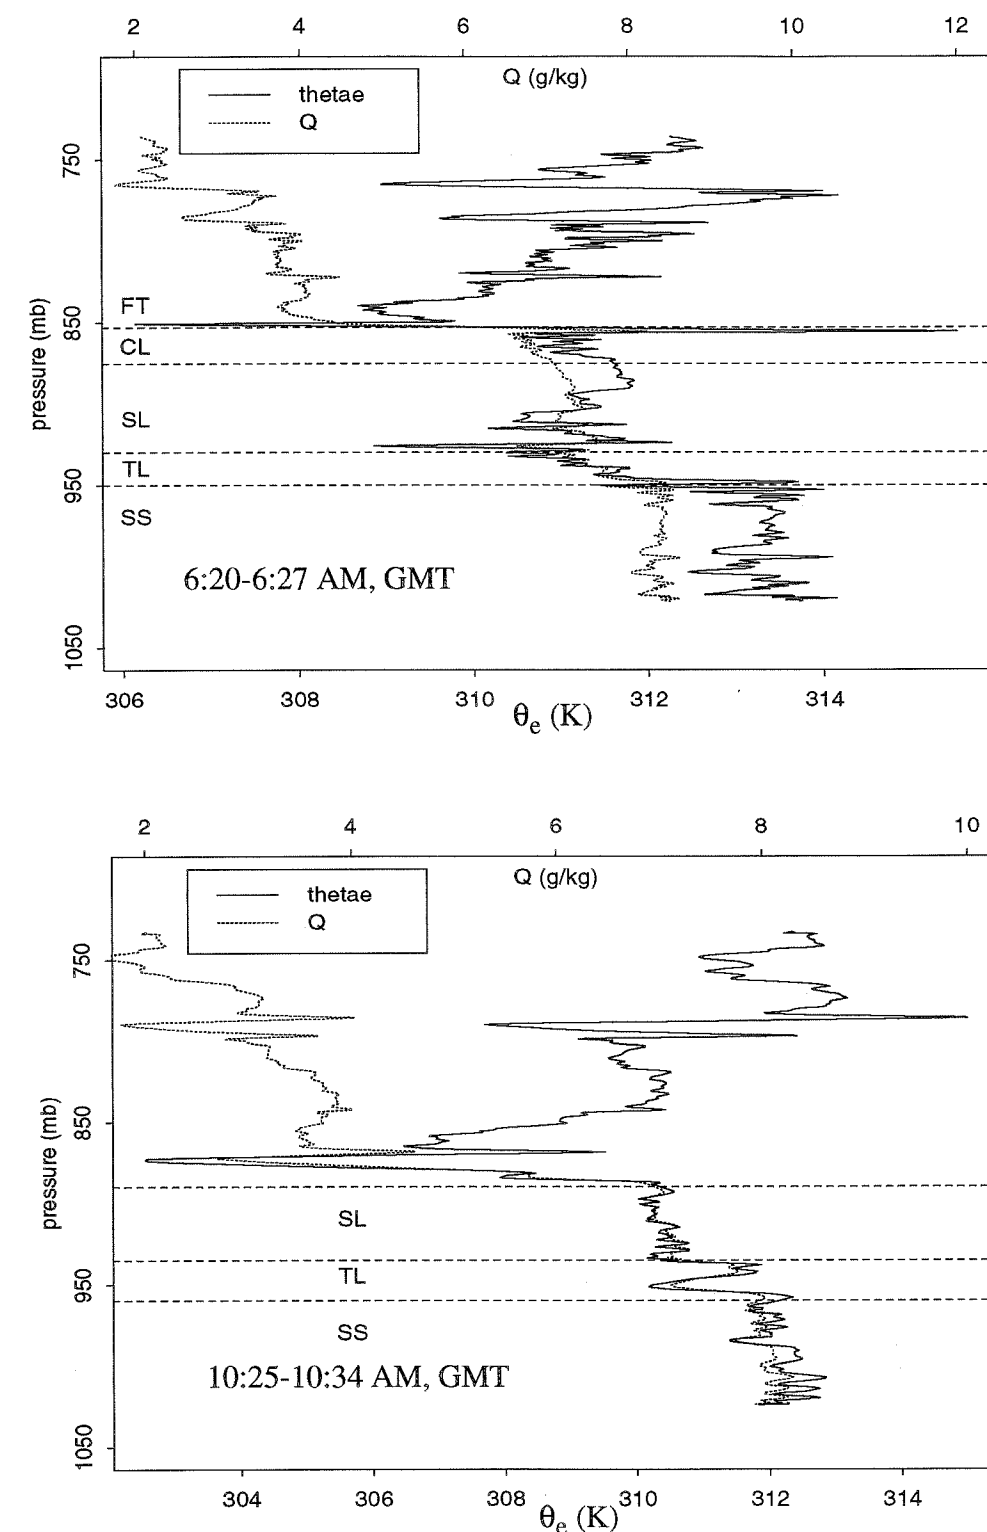 2 4 6 8 10 12
Q (g/kg)
thetae
Q
750
850
950
1050
pressure (mb)
FT
CL
SL
TL
SS
6:20-6:27 AM, GMT
306 308 310 312 314
θe (K)
2 4 6 8 10
Q (g/kg)
thetae
Q
750
850
950
1050
pressure (mb)
SL
TL
SS
10:25-10:34 AM, GMT
304 306 308 310 312 314
θe (K)